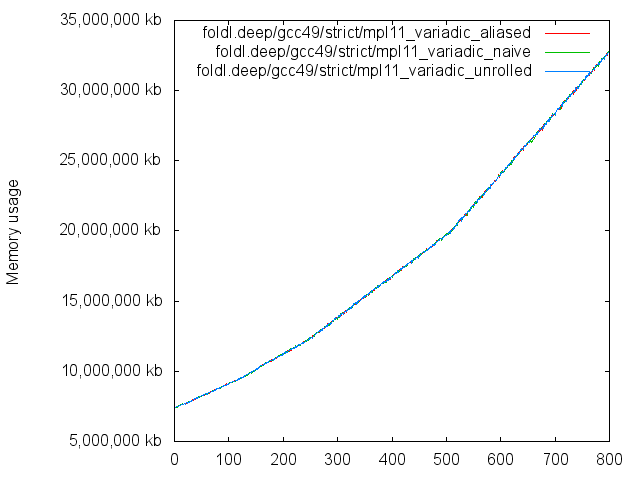 35,000,000 kb
30,000,000 kb
25,000,000 kb
20,000,000 kb
15,000,000 kb
10,000,000 kb
5,000,000 kb
Memory usage
foldl.deep/gcc49/strict/mpl11_variadic_aliased
foldl.deep/gcc49/strict/mpl11_variadic_naive
foldl.deep/gcc49/strict/mpl11_variadic_unrolled
0 100 200 300 400 500 600 700 800